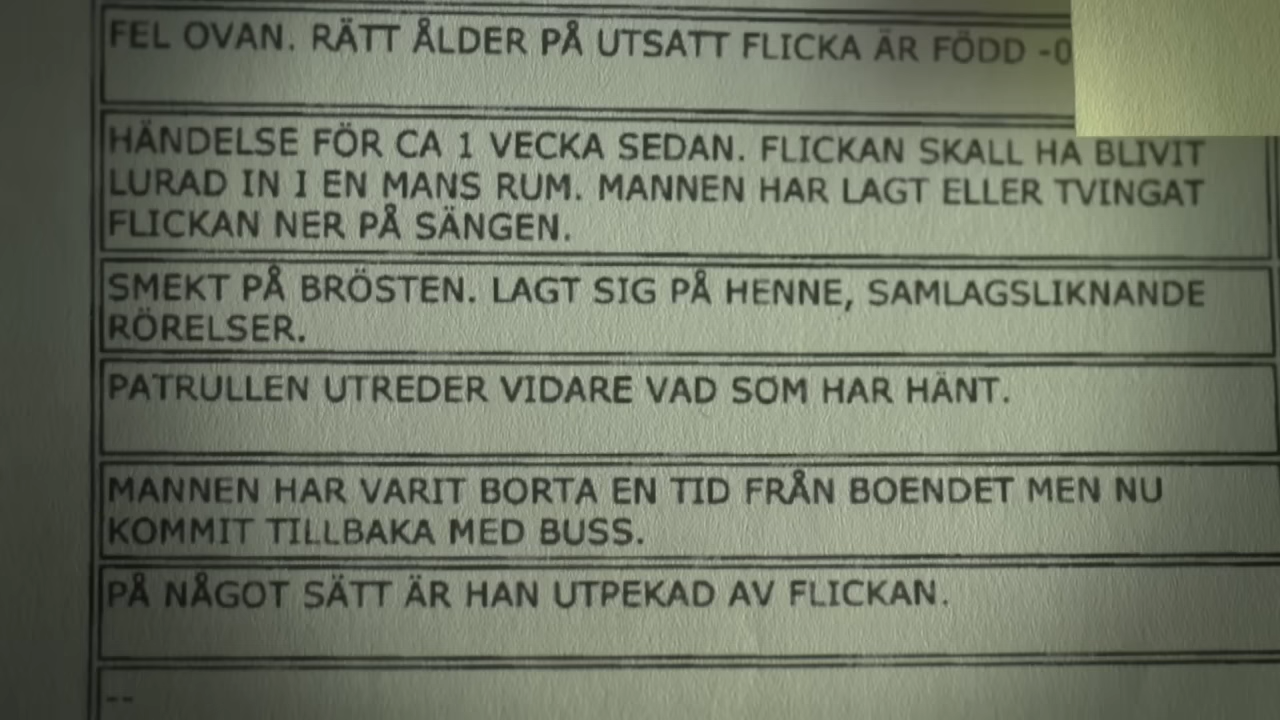 FEL OVAN. RÄTT ÅLDER PÅ UTSATT FLICKA ÄR FÖDD -0
HÄNDELSE FÖR CA 1 VECKA SEDAN. FLICKAN SKALL HA BLIVIT
LURAD IN I EN MANS RUM. MANNEN HAR LAGT ELLER TVINGAT
FLICKAN NER PÅ SÄNGEN.
SMEKT PÅ BRÖSTEN. LAGT SIG PÅ HENNE, SAMLAGSLIKNANDE
RÖRELSER.
PATRULLEN UTREDER VIDARE VAD SOM HAR HÄNT.
MANNEN HAR VARIT BORTA EN TID FRÅN BOENDET MEN NU
KOMMIT TILLBAKA MED BUSS.
PÅ NÅGOT SÄTT ÄR HAN UTPEKAD AV FLICKAN.
--